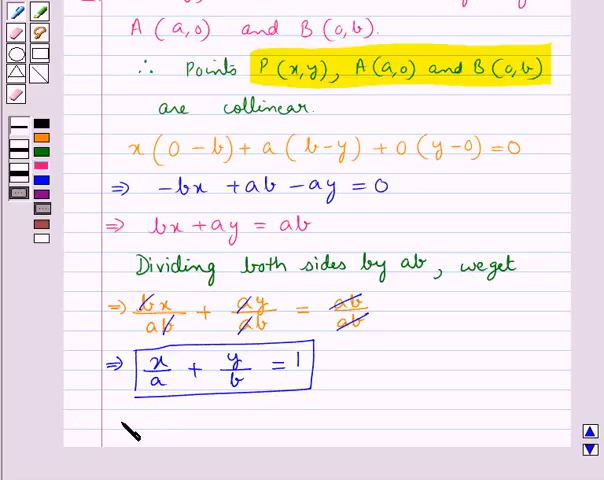 A (a,0) and B (0,b).
∴ Points P(x,y), A(a,0) and B(0,b)
are collinear.
x(0-b) + a(b-y) + 0(y-0) = 0
⇒ -bx + ab - ay = 0
⇒ bx + ay = ab
Dividing both sides by ab, we get
⇒ bx/ab + ay/ab = ab/ab
⇒ x/a + y/b = 1